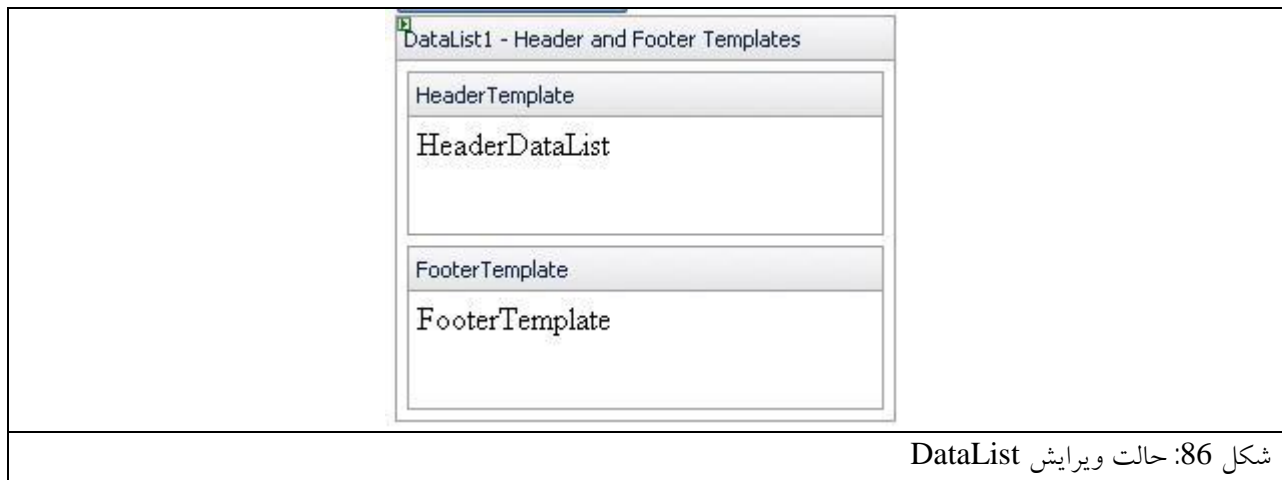 DataList1 - Header and Footer Templates
HeaderTemplate
HeaderDataList
FooterTemplate
FooterTemplate
شکل 86: حالت ویرایش DataList